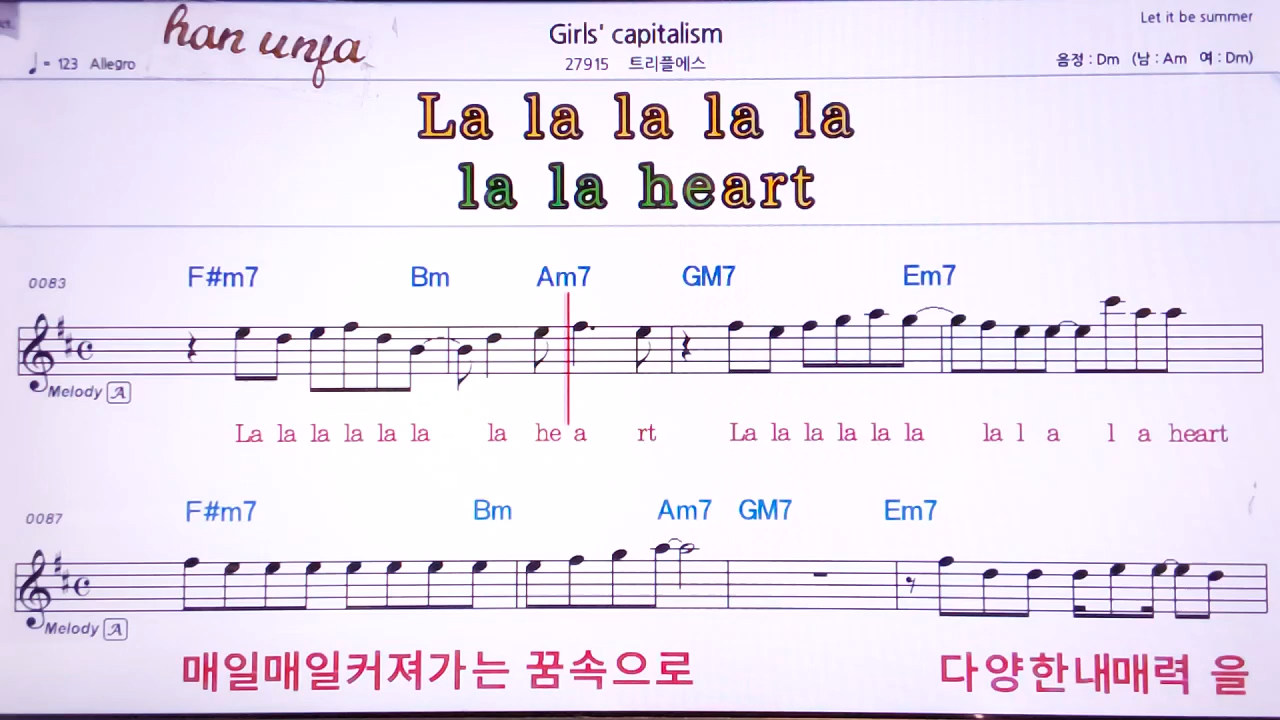 han unja
Girls' capitalism
Let it be summer
♩= 123 Allegro
27915 트리플에스
음정 : Dm (남 : Am 여 : Dm)
La la la la la
la la heart
0083
F#m7 Bm Am7 GM7 Em7
Melody A
La la la la la la la he a rt La la la la la la la l a l a heart
0087
F#m7 Bm Am7 GM7 Em7
Melody A
매일매일커져가는 꿈속으로 다양한내매력 을